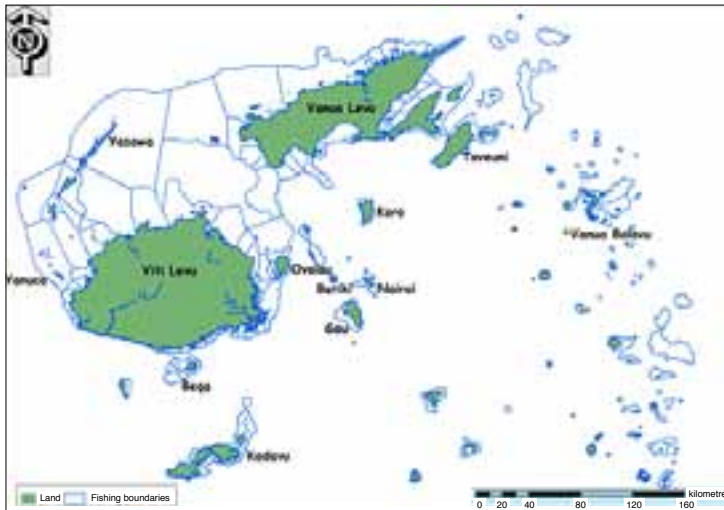 N
Vanua Levu
Yasawa
Taveuni
Koro
Vanua Balavu
Viti Levu
Ovalau
Yanuca
Batiki
Nairai
Gau
Beqa
Kadavu
Land Fishing boundaries
kilometre
0 20 40 80 120 160